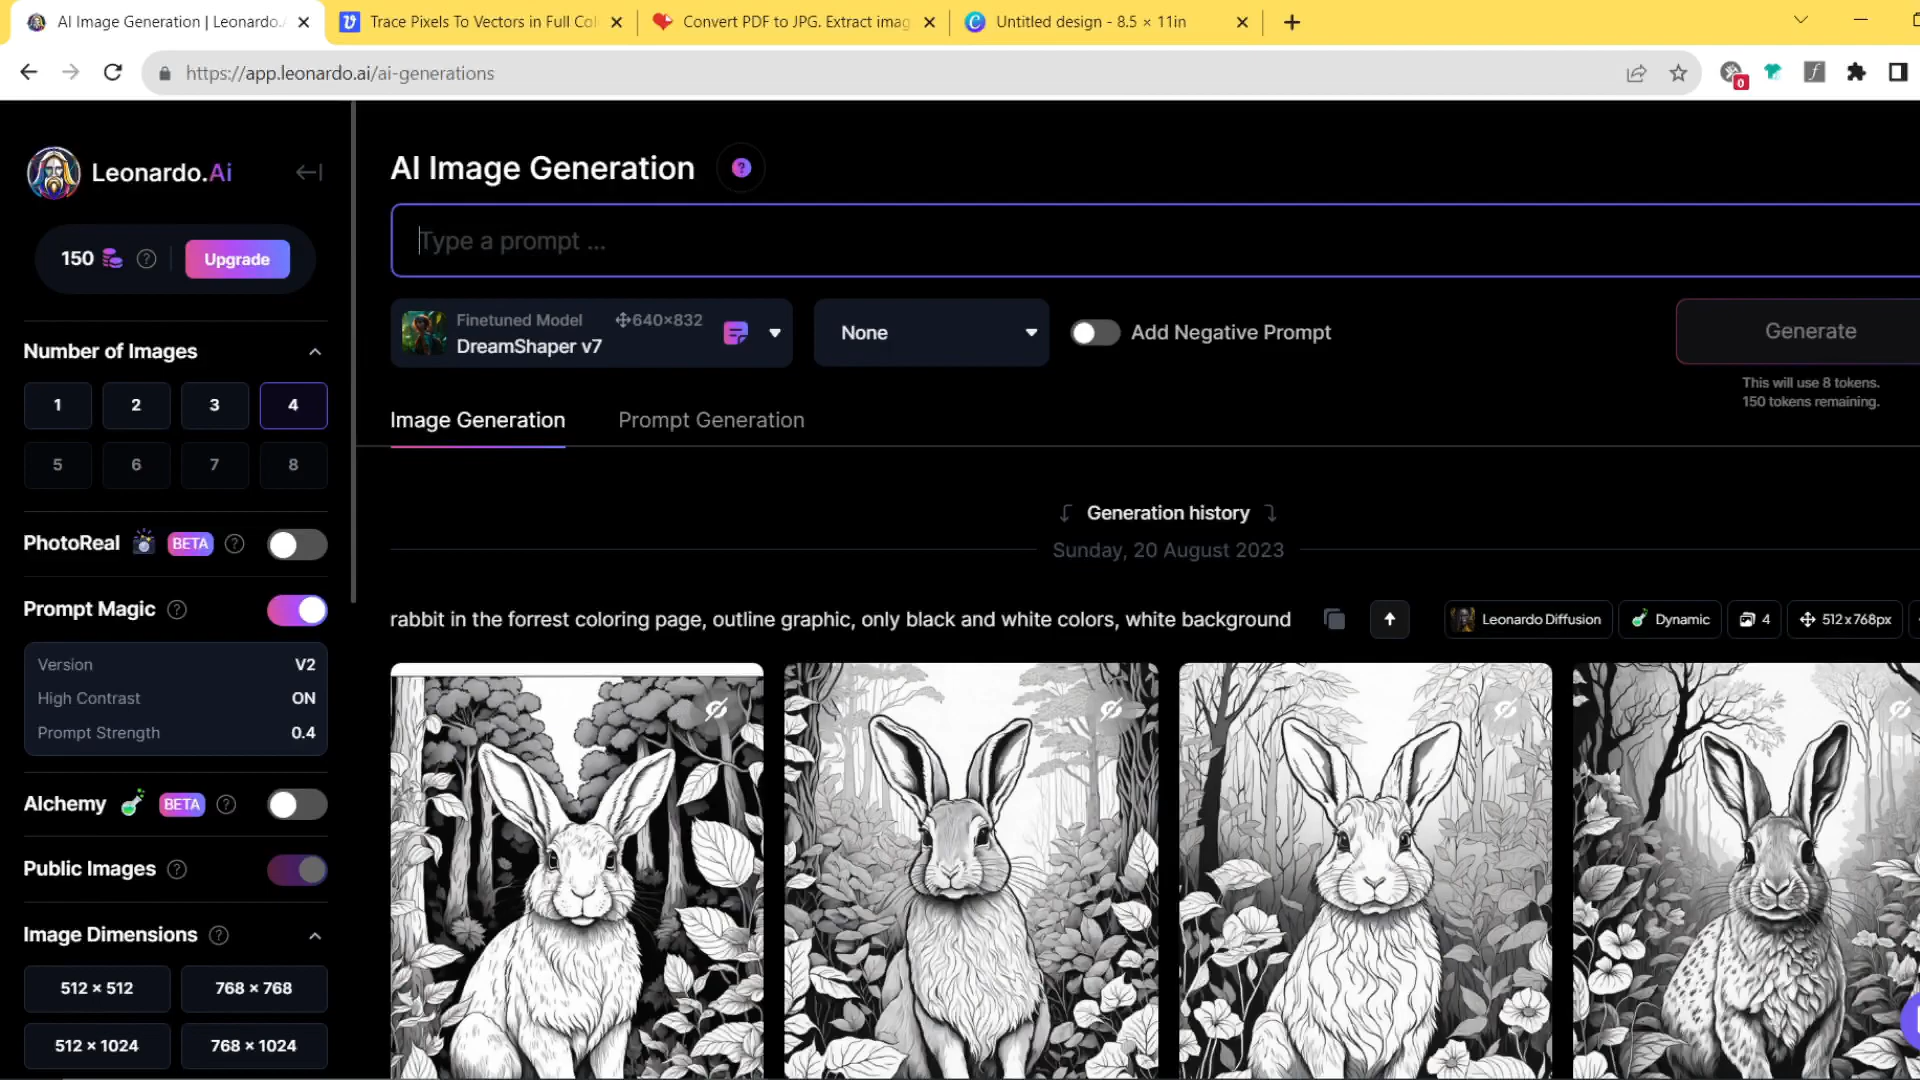 AI Image Generation | Leonardo.
Trace Pixels To Vectors in Full Col
Convert PDF to JPG. Extract imag
Untitled design - 8.5 × 11in
https://app.leonardo.ai/ai-generations
0
Leonardo.Ai
150
Upgrade
Number of Images
1 2 3 4
5 6 7 8
PhotoReal BETA
Prompt Magic
Version V2
High Contrast ON
Prompt Strength 0.4
Alchemy BETA
Public Images
Image Dimensions
512 × 512 768 × 768
512 × 1024 768 × 1024
AI Image Generation
Type a prompt ...
Finetuned Model 640×832
DreamShaper v7
None
Add Negative Prompt
Generate
This will use 8 tokens.
150 tokens remaining.
Image Generation Prompt Generation
Generation history
Sunday, 20 August 2023
rabbit in the forrest coloring page, outline graphic, only black and white colors, white background
Leonardo Diffusion Dynamic 4 512x768px